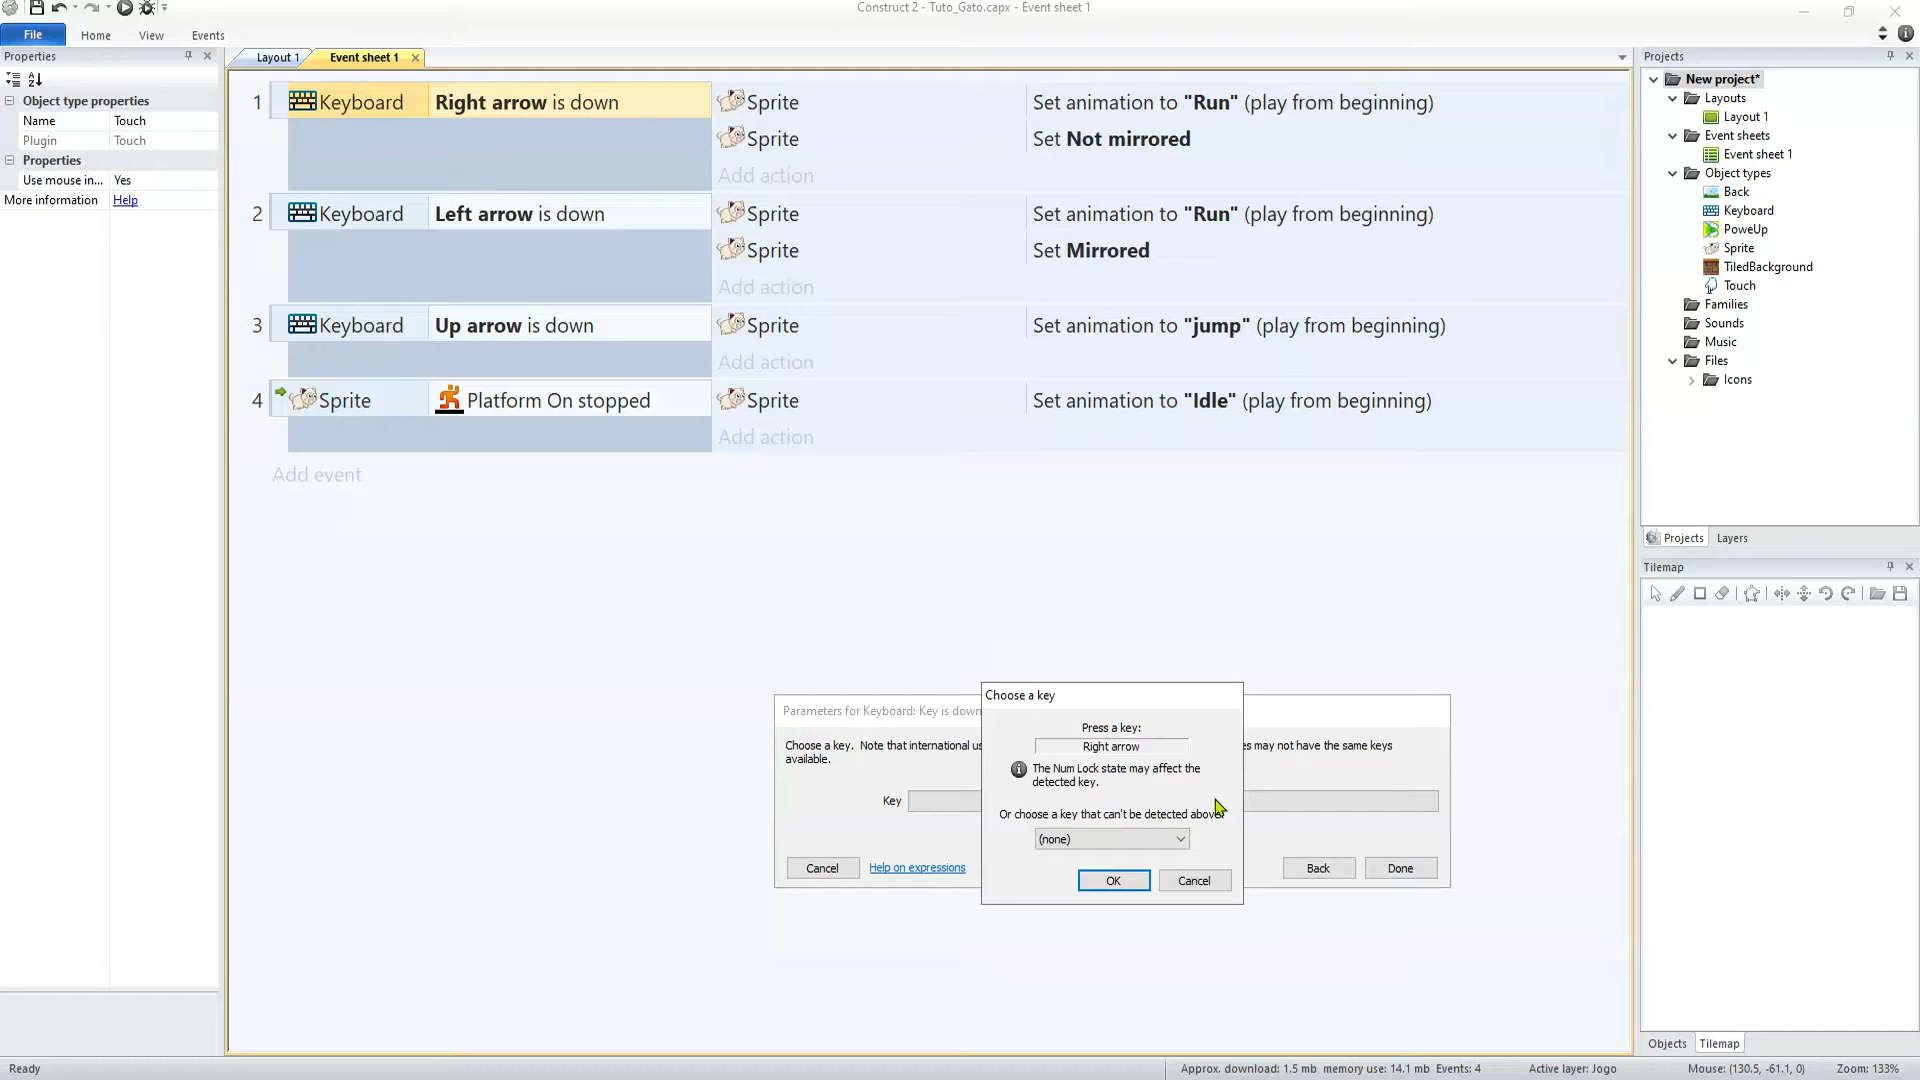 Construct 2 - Tuto_Gato.capx - Event sheet 1
File Home View Events
Properties
Layout 1 Event sheet 1
Projects
Object type properties
Name Touch
Plugin Touch
Properties
Use mouse in... Yes
More information Help
1 Keyboard Right arrow is down Sprite Set animation to "Run" (play from beginning)
Sprite Set Not mirrored
Add action
2 Keyboard Left arrow is down Sprite Set animation to "Run" (play from beginning)
Sprite Set Mirrored
Add action
3 Keyboard Up arrow is down Sprite Set animation to "jump" (play from beginning)
Add action
4 Sprite Platform On stopped Sprite Set animation to "Idle" (play from beginning)
Add action
Add event
New project*
Layouts
Layout 1
Event sheets
Event sheet 1
Object types
Back
Keyboard
PoweUp
Sprite
TiledBackground
Touch
Families
Sounds
Music
Files
Icons
Projects Layers
Tilemap
Parameters for Keyboard: Key is down
Choose a key. Note that international us
es may not have the same keys
available.
Key
Cancel Help on expressions Back Done
Choose a key
Press a key:
Right arrow
The Num Lock state may affect the
detected key.
Or choose a key that can't be detected above
(none)
OK Cancel
Objects Tilemap
Ready Approx. download: 1.5 mb memory use: 14.1 mb Events: 4 Active layer: Jogo Mouse: (130.5, -61.1, 0) Zoom: 133%